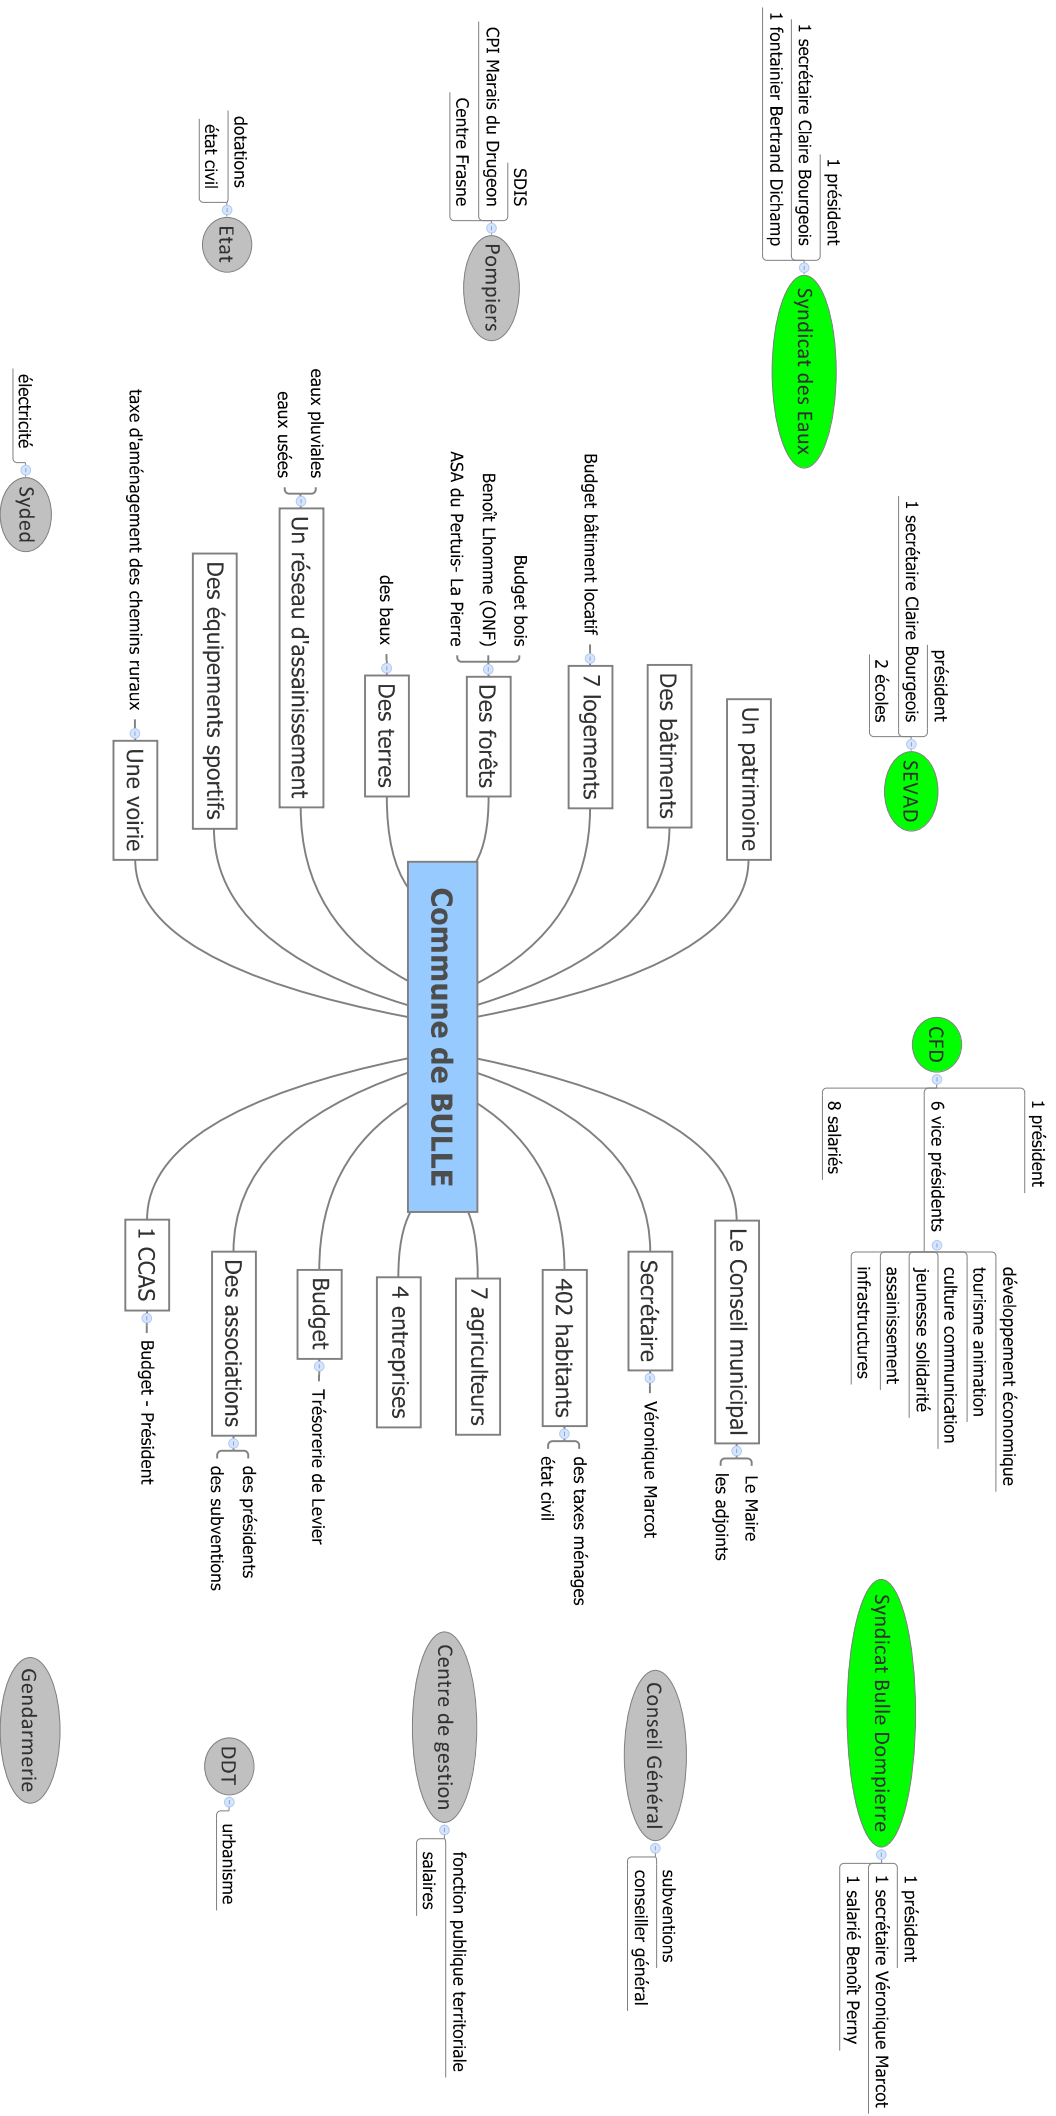 1 président
1 secrétaire Claire Bourgeois
1 fontainier Bertrand Dichamp
Syndicat des Eaux
président
1 secrétaire Claire Bourgeois
2 écoles
SEVAD
CFD
1 président
6 vice présidents
développement économique
tourisme animation
culture communication
jeunesse solidarité
assainissement
infrastructures
8 salariés
Syndicat Bulle Dompierre
1 président
1 secrétaire Véronique Marcot
1 salarié Benoît Perny
SDIS
CPI Marais du Drugeon
Centre Frasne
Pompiers
dotations
état civil
Etat
électricité
Syded
Commune de BULLE
Un patrimoine
Des bâtiments
Budget bâtiment locatif
7 logements
Budget bois
Benoît Lhomme (ONF)
ASA du Pertuis- La Pierre
Des forêts
des baux
Des terres
eaux pluviales
eaux usées
Un réseau d'assainissement
Des équipements sportifs
taxe d'aménagement des chemins ruraux
Une voirie
Le Conseil municipal
Le Maire
les adjoints
Secrétaire
Véronique Marcot
402 habitants
des taxes ménages
état civil
7 agriculteurs
4 entreprises
Budget
Trésorerie de Levier
Des associations
des présidents
des subventions
1 CCAS
Budget - Président
Conseil Général
subventions
conseiller général
Centre de gestion
fonction publique territoriale
salaires
DDT
urbanisme
Gendarmerie